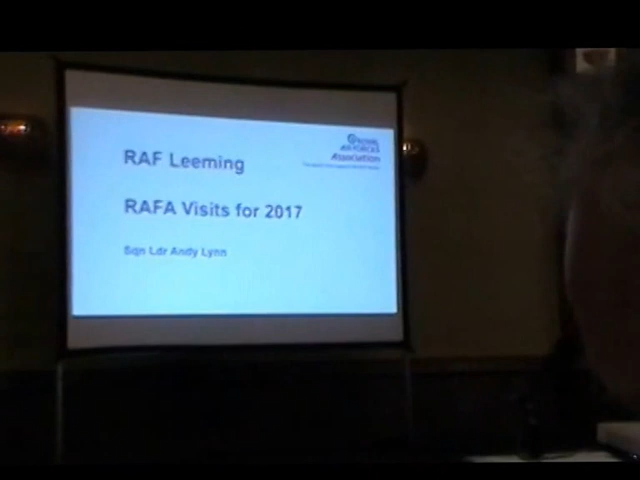 RAF Leeming
ROYAL
AIR FORCES
Association
RAFA Visits for 2017
Sqn Ldr Andy Lynn